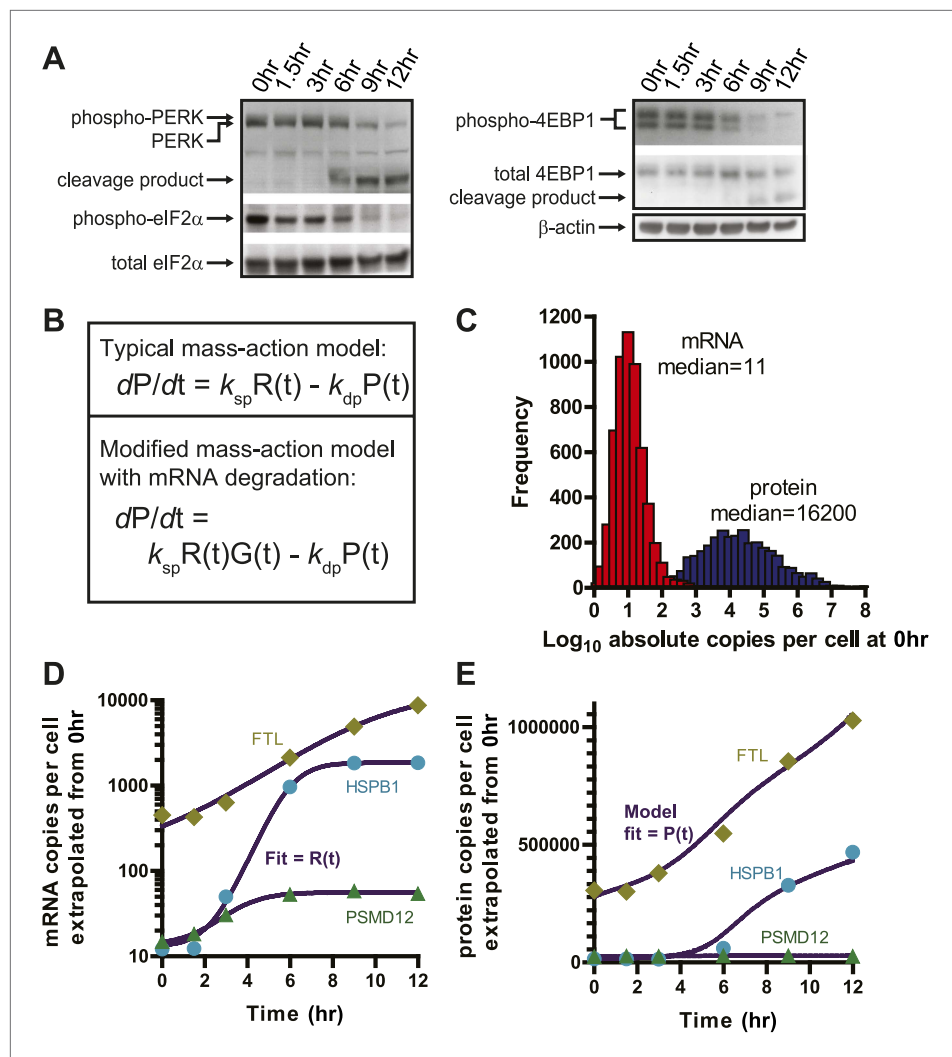 A
0hr
1.5hr
3hr
6hr
9hr
12hr
phospho-PERK
PERK
cleavage product
phospho-eIF2α
total eIF2α
0hr
1.5hr
3hr
6hr
9hr
12hr
phospho-4EBP1
total 4EBP1
cleavage product
β-actin
B
Typical mass-action model:
dP/dt = k_sp R(t) - k_dp P(t)
Modified mass-action model
with mRNA degradation:
dP/dt =
k_sp R(t)G(t) - k_dp P(t)
C
Frequency
1200
1000
800
600
400
200
0
mRNA
median=11
protein
median=16200
0 1 2 3 4 5 6 7 8
Log₁₀ absolute copies per cell at 0hr
D
mRNA copies per cell
extrapolated from 0hr
10000
1000
100
10
FTL
HSPB1
Fit = R(t)
PSMD12
0 2 4 6 8 10 12
Time (hr)
E
protein copies per cell
extrapolated from 0hr
1000000
500000
0
FTL
Model
fit = P(t)
HSPB1
PSMD12
0 2 4 6 8 10 12
Time (hr)